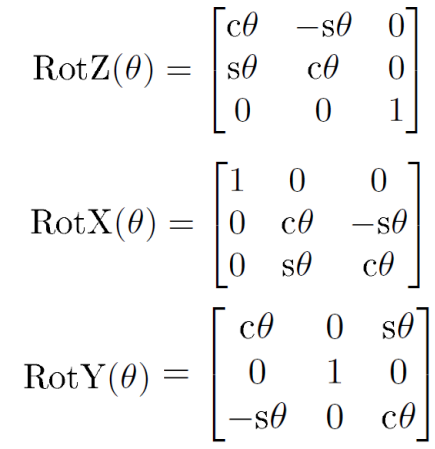 RotZ(θ) = [cθ −sθ 0
sθ cθ 0
0 0 1]
RotX(θ) = [1 0 0
0 cθ −sθ
0 sθ cθ]
RotY(θ) = [cθ 0 sθ
0 1 0
−sθ 0 cθ]